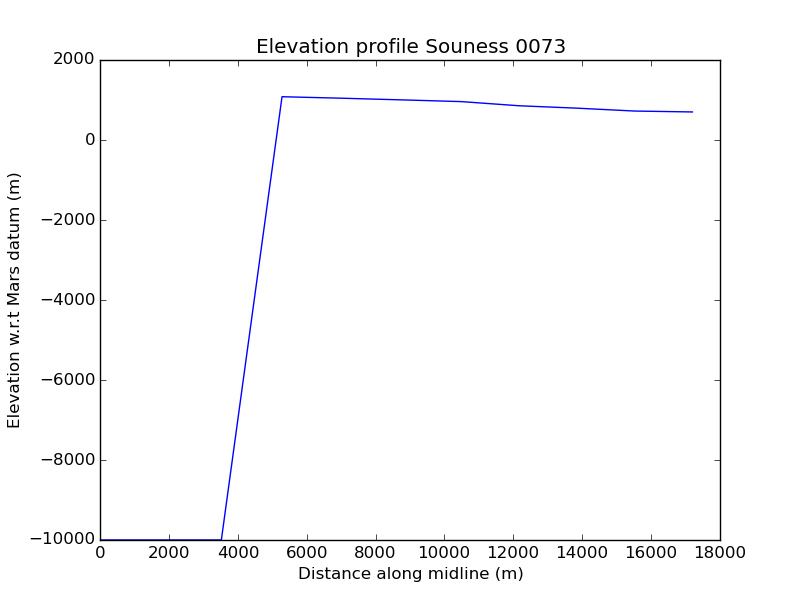 Elevation profile Souness 0073
2000
0
−2000
−4000
−6000
−8000
−10000
Elevation w.r.t Mars datum (m)
0 2000 4000 6000 8000 10000 12000 14000 16000 18000
Distance along midline (m)